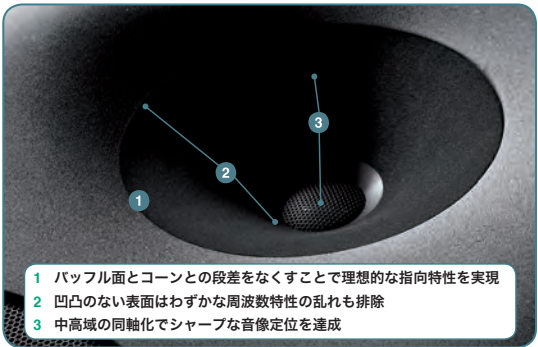 3
2
1
1 バッフル面とコーンとの段差をなくすことで理想的な指向特性を実現
2 凹凸のない表面はわずかな周波数特性の乱れも排除
3 中高域の同軸化でシャープな音像定位を達成